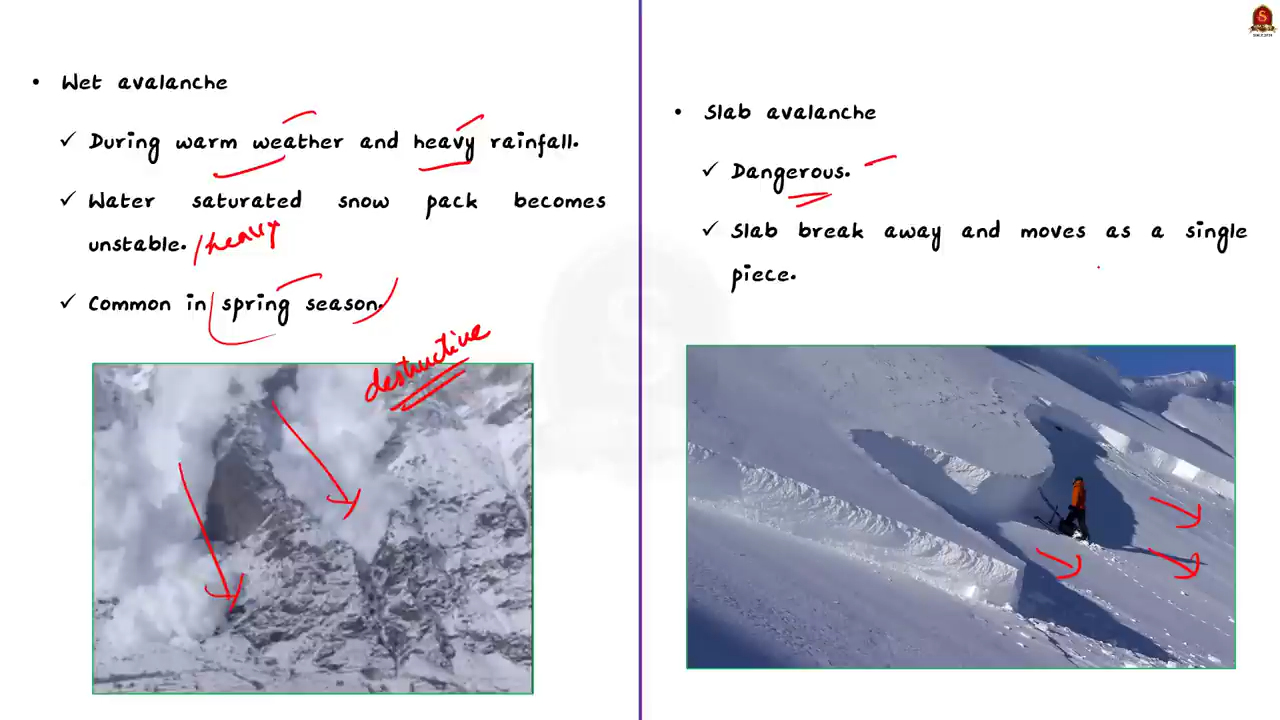 • Wet avalanche
✓ During warm weather and heavy rainfall.
✓ Water saturated snow pack becomes
unstable. /heavy
✓ Common in spring season.
destructive
• Slab avalanche
✓ Dangerous.
✓ Slab break away and moves as a single
piece.
S